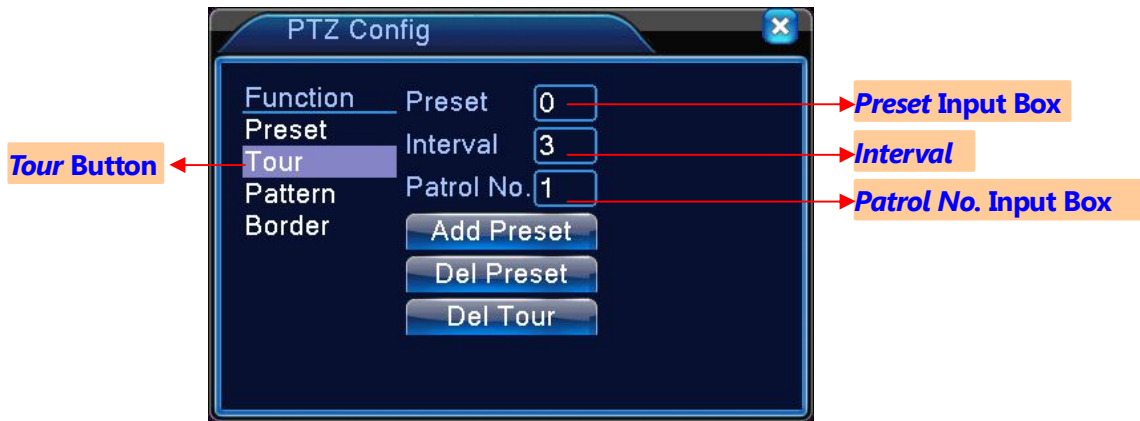 PTZ Config
Function
Preset
Tour
Pattern
Border
Preset 0
Interval 3
Patrol No. 1
Add Preset
Del Preset
Del Tour
Tour Button
Preset Input Box
Interval
Patrol No. Input Box